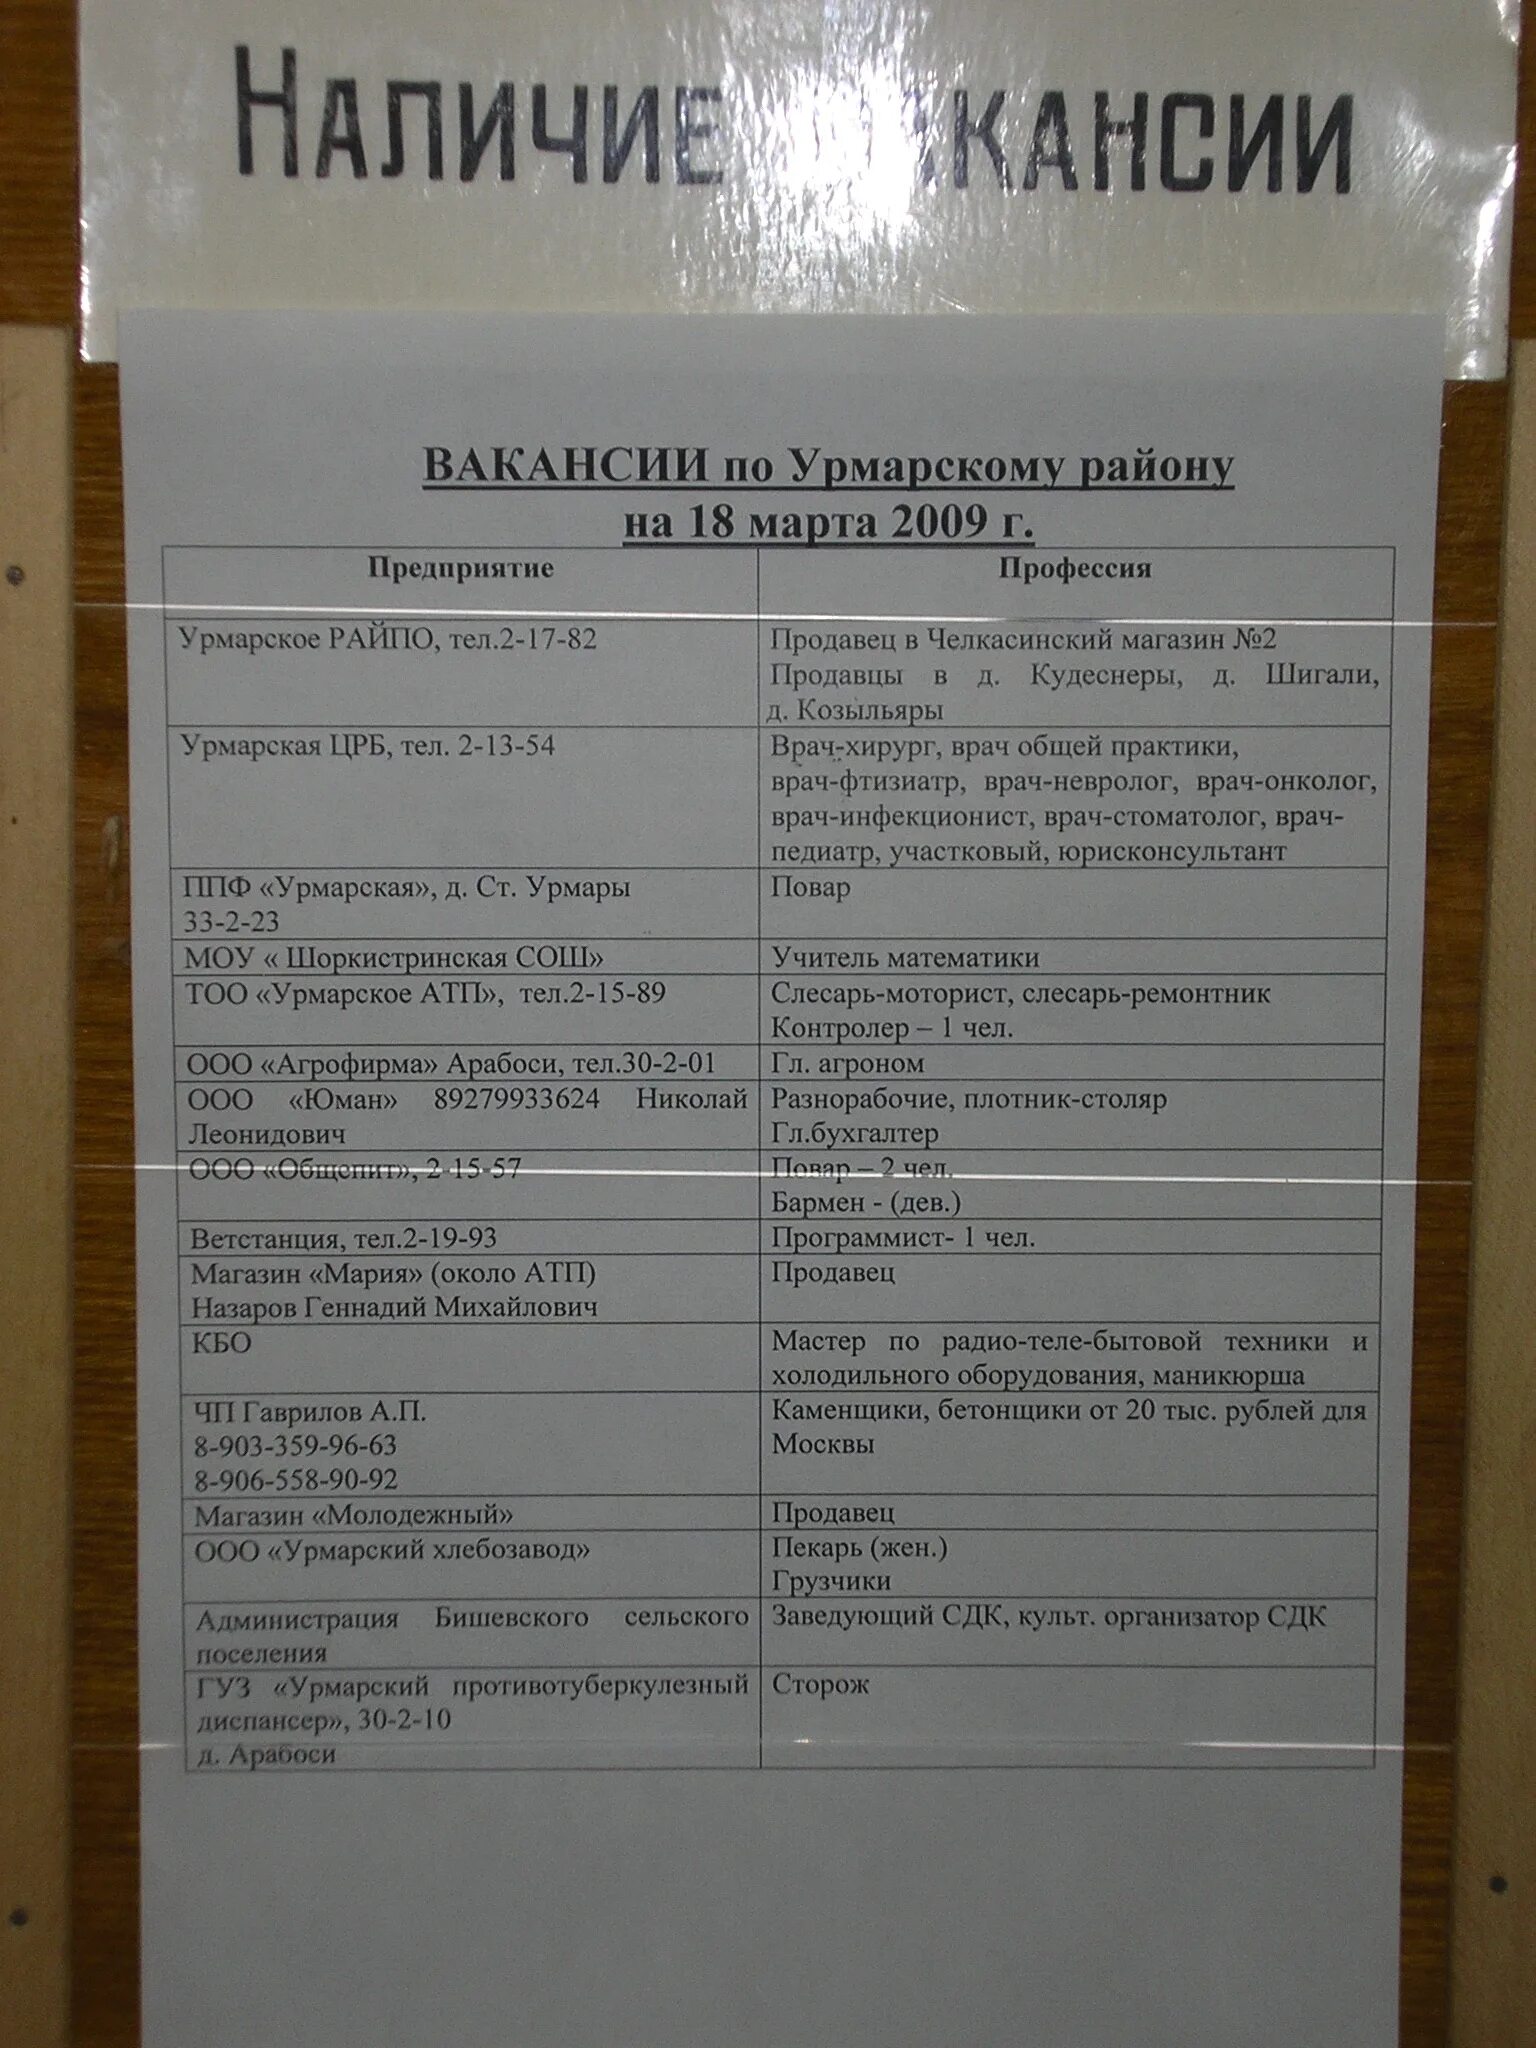 НАЛИЧИЕ ВАКАНСИИ
ВАКАНСИИ по Урмарскому району
на 18 марта 2009 г.
Предприятие Профессия
Урмарское РАЙПО, тел.2-17-82 Продавец в Челкасинский магазин №2
Продавцы в д. Кудеснеры, д. Шигали,
д. Козыльяры
Урмарская ЦРБ, тел. 2-13-54 Врач-хирург, врач общей практики,
врач-фтизиатр, врач-невролог, врач-онколог,
врач-инфекционист, врач-стоматолог, врач-
педиатр, участковый, юрисконсультант
ППФ «Урмарская», д. Ст. Урмары Повар
33-2-23
МОУ « Шоркистринская СОШ» Учитель математики
ТОО «Урмарское АТП», тел.2-15-89 Слесарь-моторист, слесарь-ремонтник
Контролер – 1 чел.
ООО «Агрофирма» Арабоси, тел.30-2-01 Гл. агроном
ООО «Юман» 89279933624 Николай Разнорабочие, плотник-столяр
Леонидович Гл.бухгалтер
ООО «Общепит», 2-15-57 Повар – 2 чел.
Бармен - (дев.)
Ветстанция, тел.2-19-93 Программист- 1 чел.
Магазин «Мария» (около АТП) Продавец
Назаров Геннадий Михайлович
КБО Мастер по радио-теле-бытовой техники и
холодильного оборудования, маникюрша
ЧП Гаврилов А.П. Каменщики, бетонщики от 20 тыс. рублей для
8-903-359-96-63 Москвы
8-906-558-90-92
Магазин «Молодежный» Продавец
ООО «Урмарский хлебозавод» Пекарь (жен.)
Грузчики
Администрация Бишевского сельского Заведующий СДК, культ. организатор СДК
поселения
ГУЗ «Урмарский противотуберкулезный Сторож
диспансер», 30-2-10
д. Арабоси